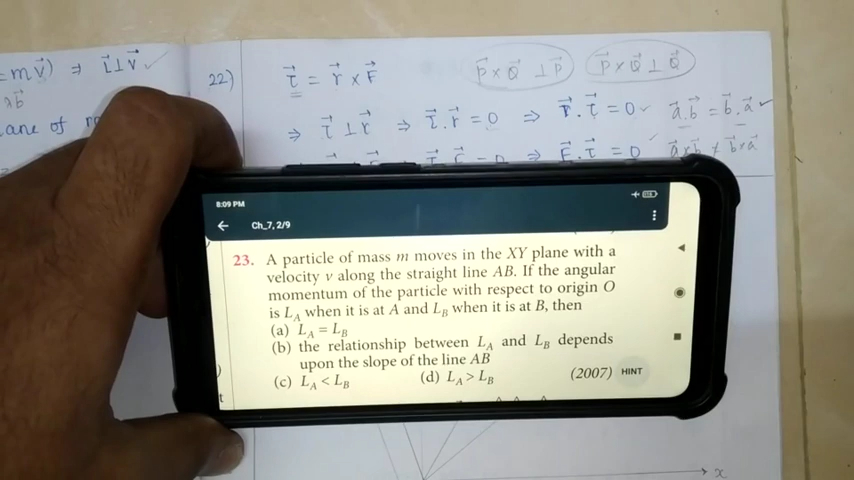 = m v⃗) ⇒ L⃗ ⊥ v⃗ ✓
λb⃗
ane of
22) τ⃗ = r⃗ × F⃗
P⃗ × Q⃗ ⊥ P⃗ P⃗ × Q⃗ ⊥ Q⃗
⇒ τ⃗ ⊥ r⃗ ⇒ τ⃗ . r⃗ = 0 ⇒ r⃗ . τ⃗ = 0 ✓ a⃗ . b⃗ = b⃗ . a⃗ ✓
= 0 ⇒ F⃗ . τ⃗ = 0 ✓ a⃗ × b⃗ ≠ b⃗ × a⃗
8:09 PM
Ch_7, 2/9
23. A particle of mass m moves in the XY plane with a
velocity v along the straight line AB. If the angular
momentum of the particle with respect to origin O
is L_A when it is at A and L_B when it is at B, then
(a) L_A = L_B
(b) the relationship between L_A and L_B depends
upon the slope of the line AB
(c) L_A < L_B (d) L_A > L_B (2007) HINT
x